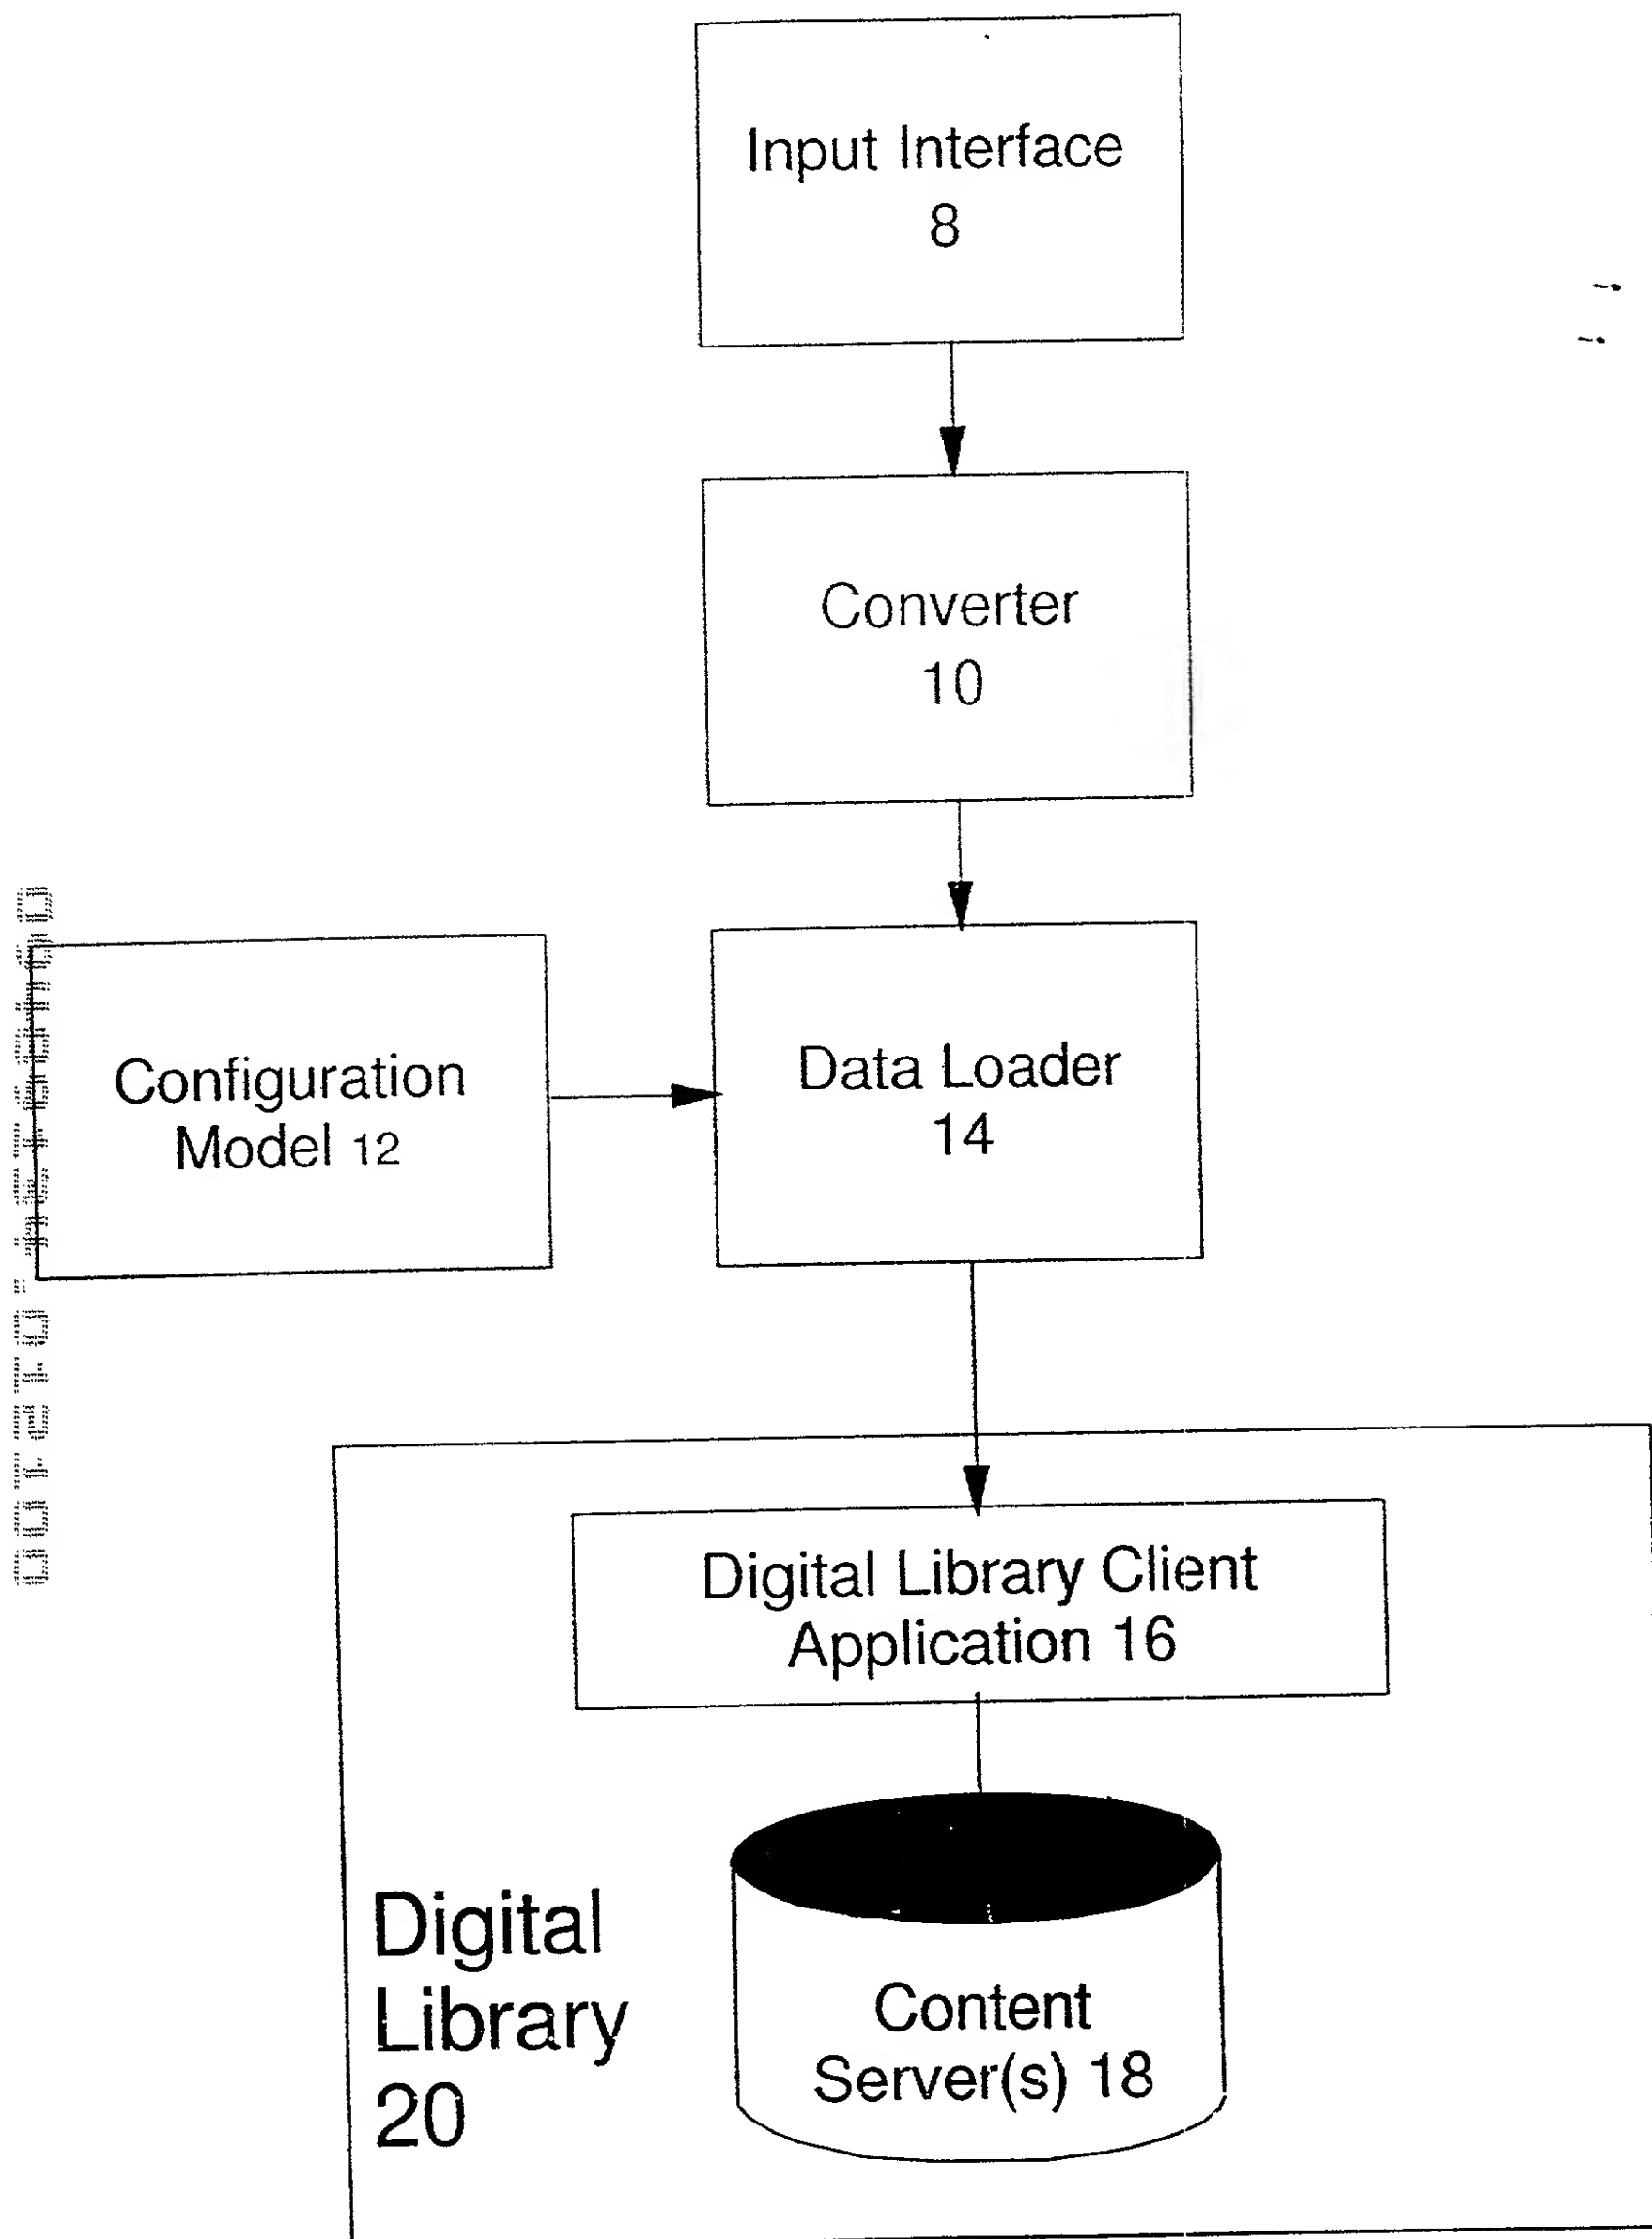 Input Interface
8
Converter
10
Configuration
Model 12
Data Loader
14
Digital Library Client
Application 16
Digital
Library
20
Content
Server(s) 18